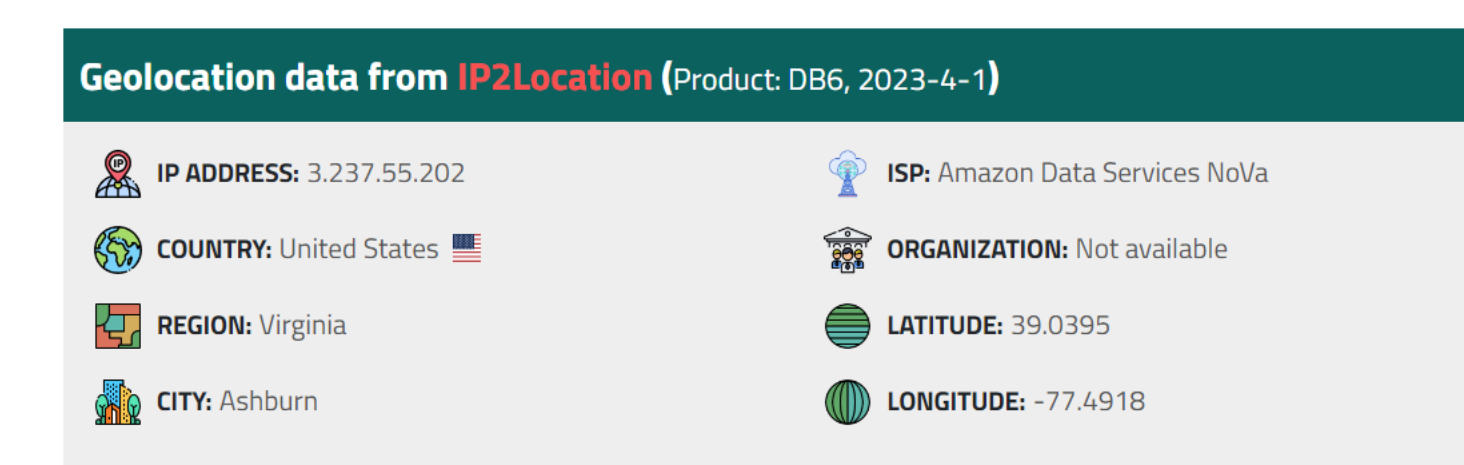 Geolocation data from IP2Location (Product: DB6, 2023-4-1)
IP
IP ADDRESS: 3.237.55.202
ISP: Amazon Data Services NoVa
COUNTRY: United States
ORGANIZATION: Not available
REGION: Virginia
LATITUDE: 39.0395
CITY: Ashburn
LONGITUDE: -77.4918